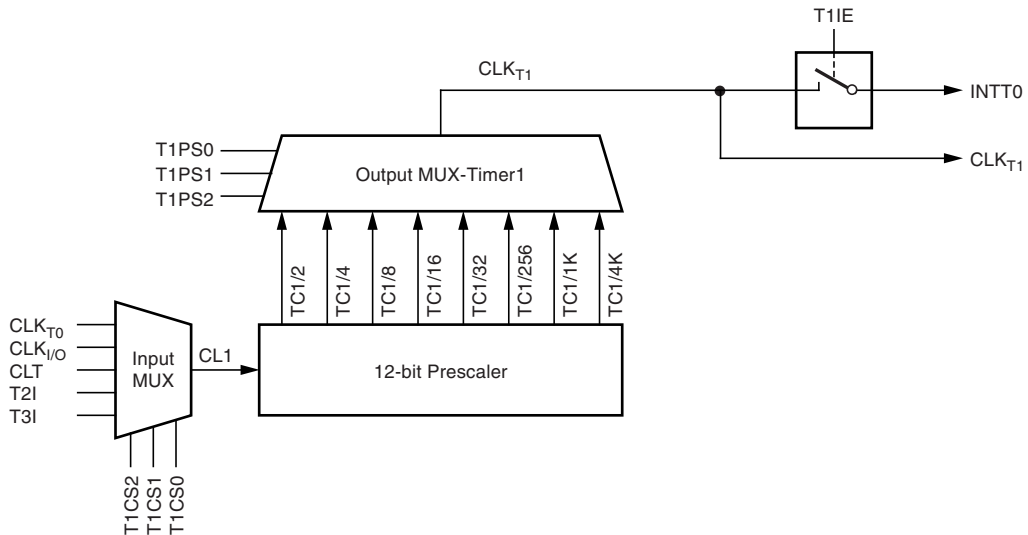 T1IE
CLKT1
INTT0
T1PS0
T1PS1
T1PS2
Output MUX-Timer1
CLKT1
TC1/2
TC1/4
TC1/8
TC1/16
TC1/32
TC1/256
TC1/1K
TC1/4K
CLKT0
CLKI/O
CLT
T2I
T3I
Input
MUX
CL1
12-bit Prescaler
T1CS2
T1CS1
T1CS0